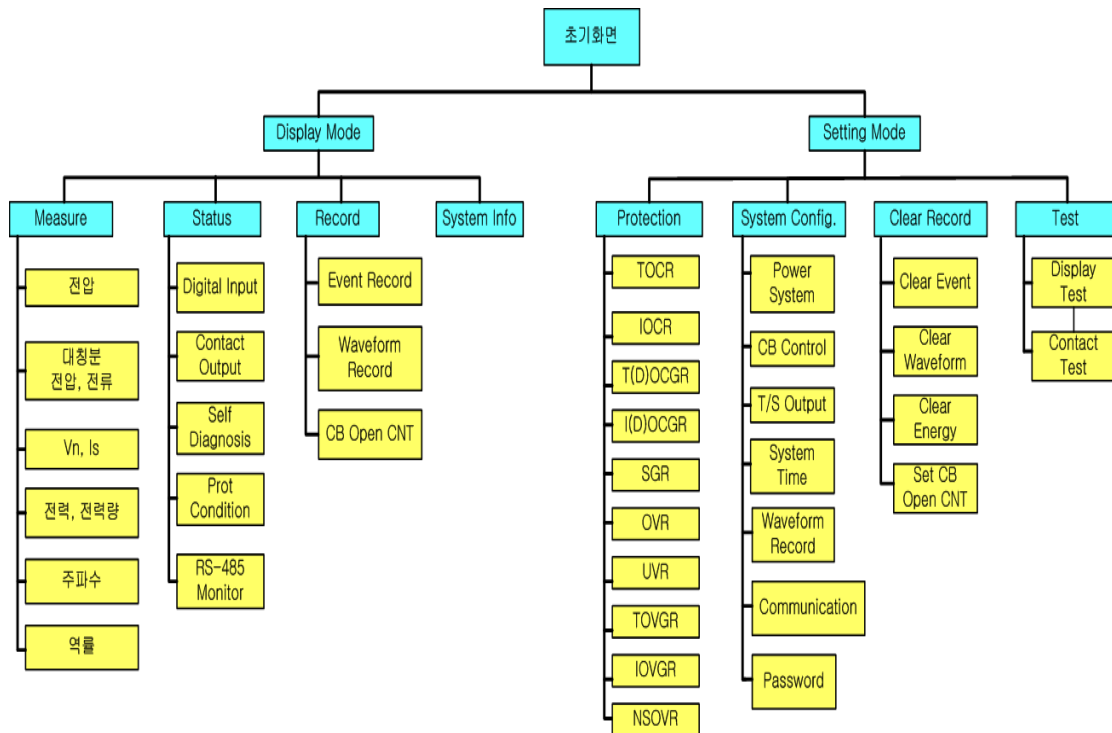 초기화면
Display Mode
Setting Mode
Measure
Status
Record
System Info
Protection
System Config.
Clear Record
Test
전압
대칭분
전압, 전류
Vn, Is
전력, 전력량
주파수
역률
Digital Input
Contact
Output
Self
Diagnosis
Prot
Condition
RS-485
Monitor
Event Record
Waveform
Record
CB Open CNT
TOCR
IOCR
T(D)OCGR
I(D)OCGR
SGR
OVR
UVR
TOVGR
IOVGR
NSOVR
Power
System
CB Control
T/S Output
System
Time
Waveform
Record
Communication
Password
Clear Event
Clear
Waveform
Clear
Energy
Set CB
Open CNT
Display
Test
Contact
Test